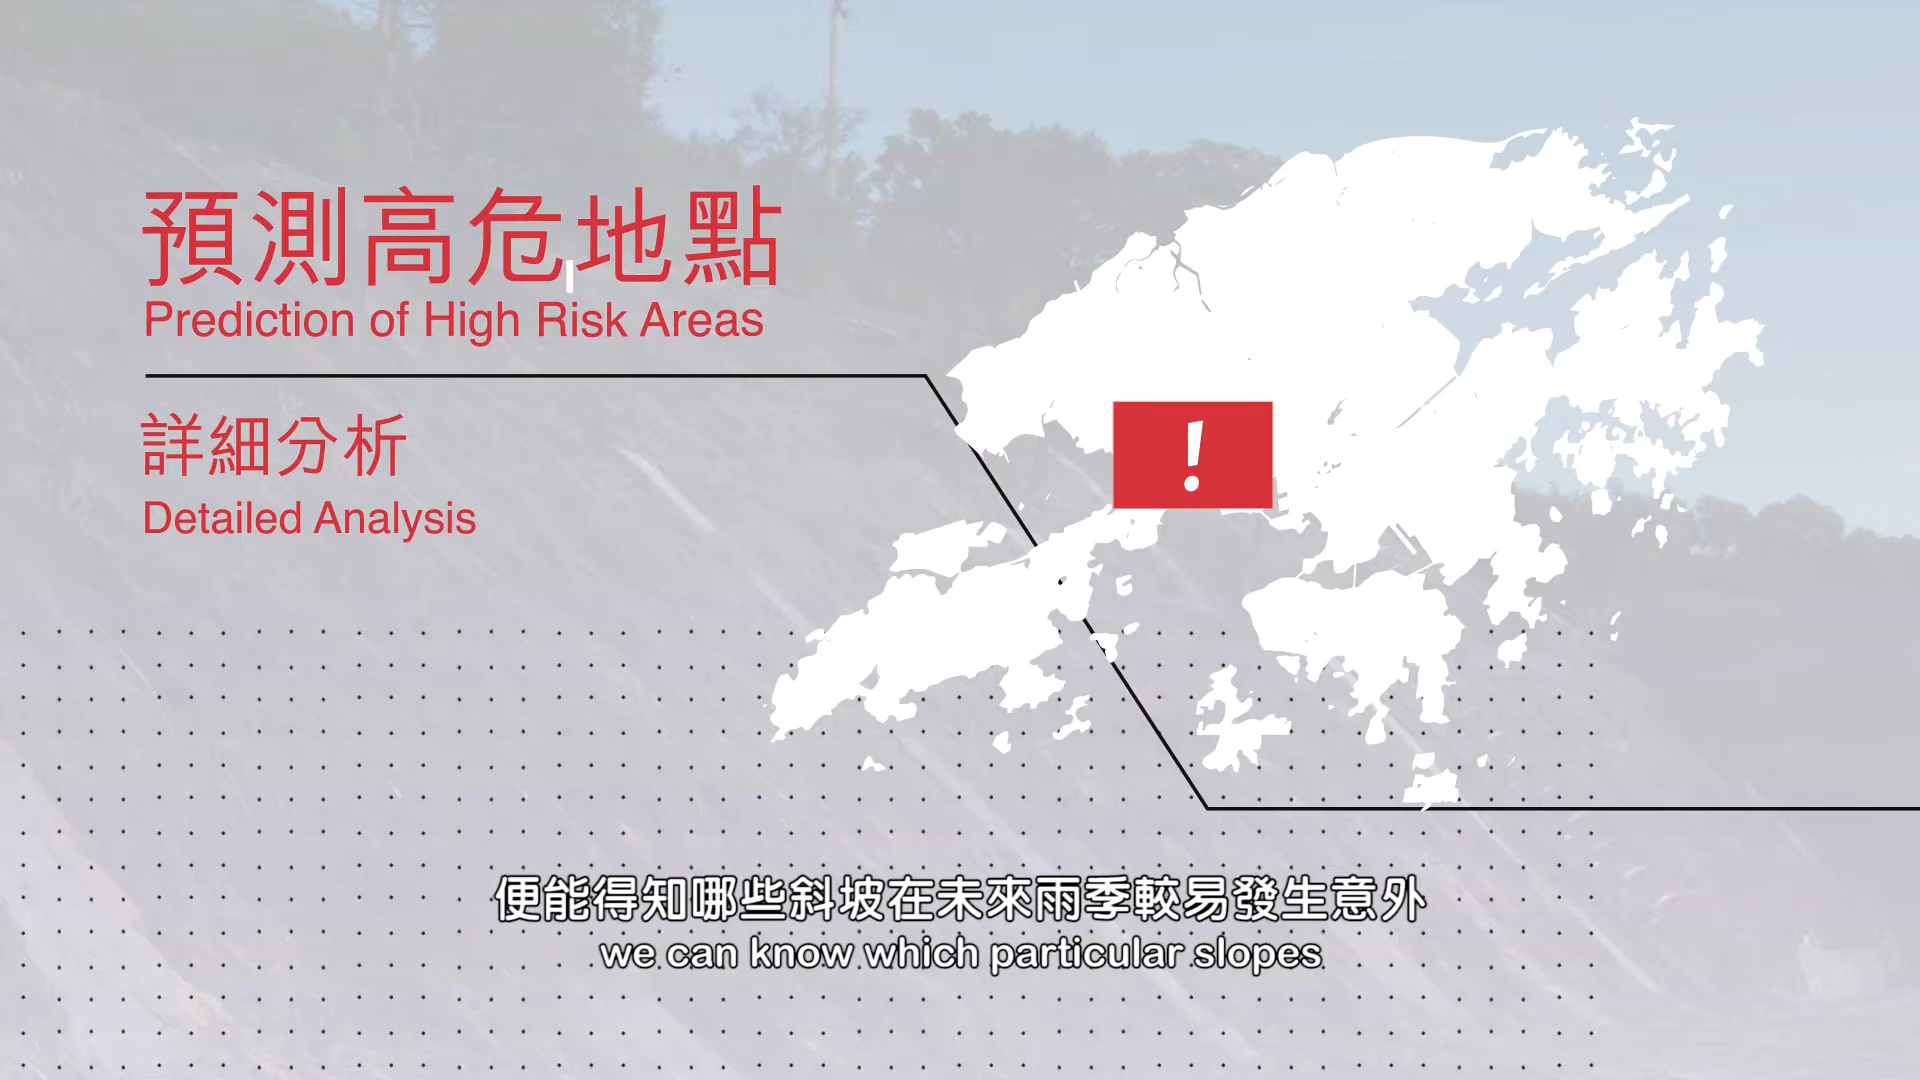 預測高危地點
Prediction of High Risk Areas
詳細分析
Detailed Analysis
!
便能得知哪些斜坡在未來雨季較易發生意外
we can know which particular slopes